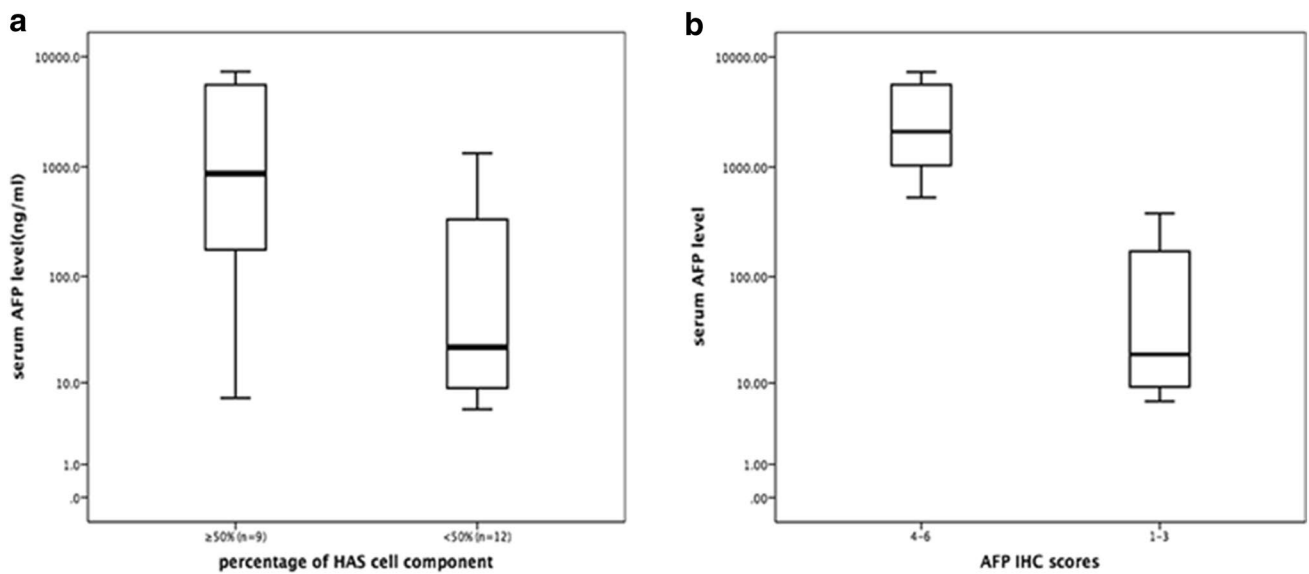 a
10000.0
1000.0
100.0
10.0
1.0
.0
serum AFP level(ng/ml)
≥50%(n=9)
<50%(n=12)
percentage of HAS cell component
b
10000.00
1000.00
100.00
10.00
1.00
.00
serum AFP level
4-6
1-3
AFP IHC scores